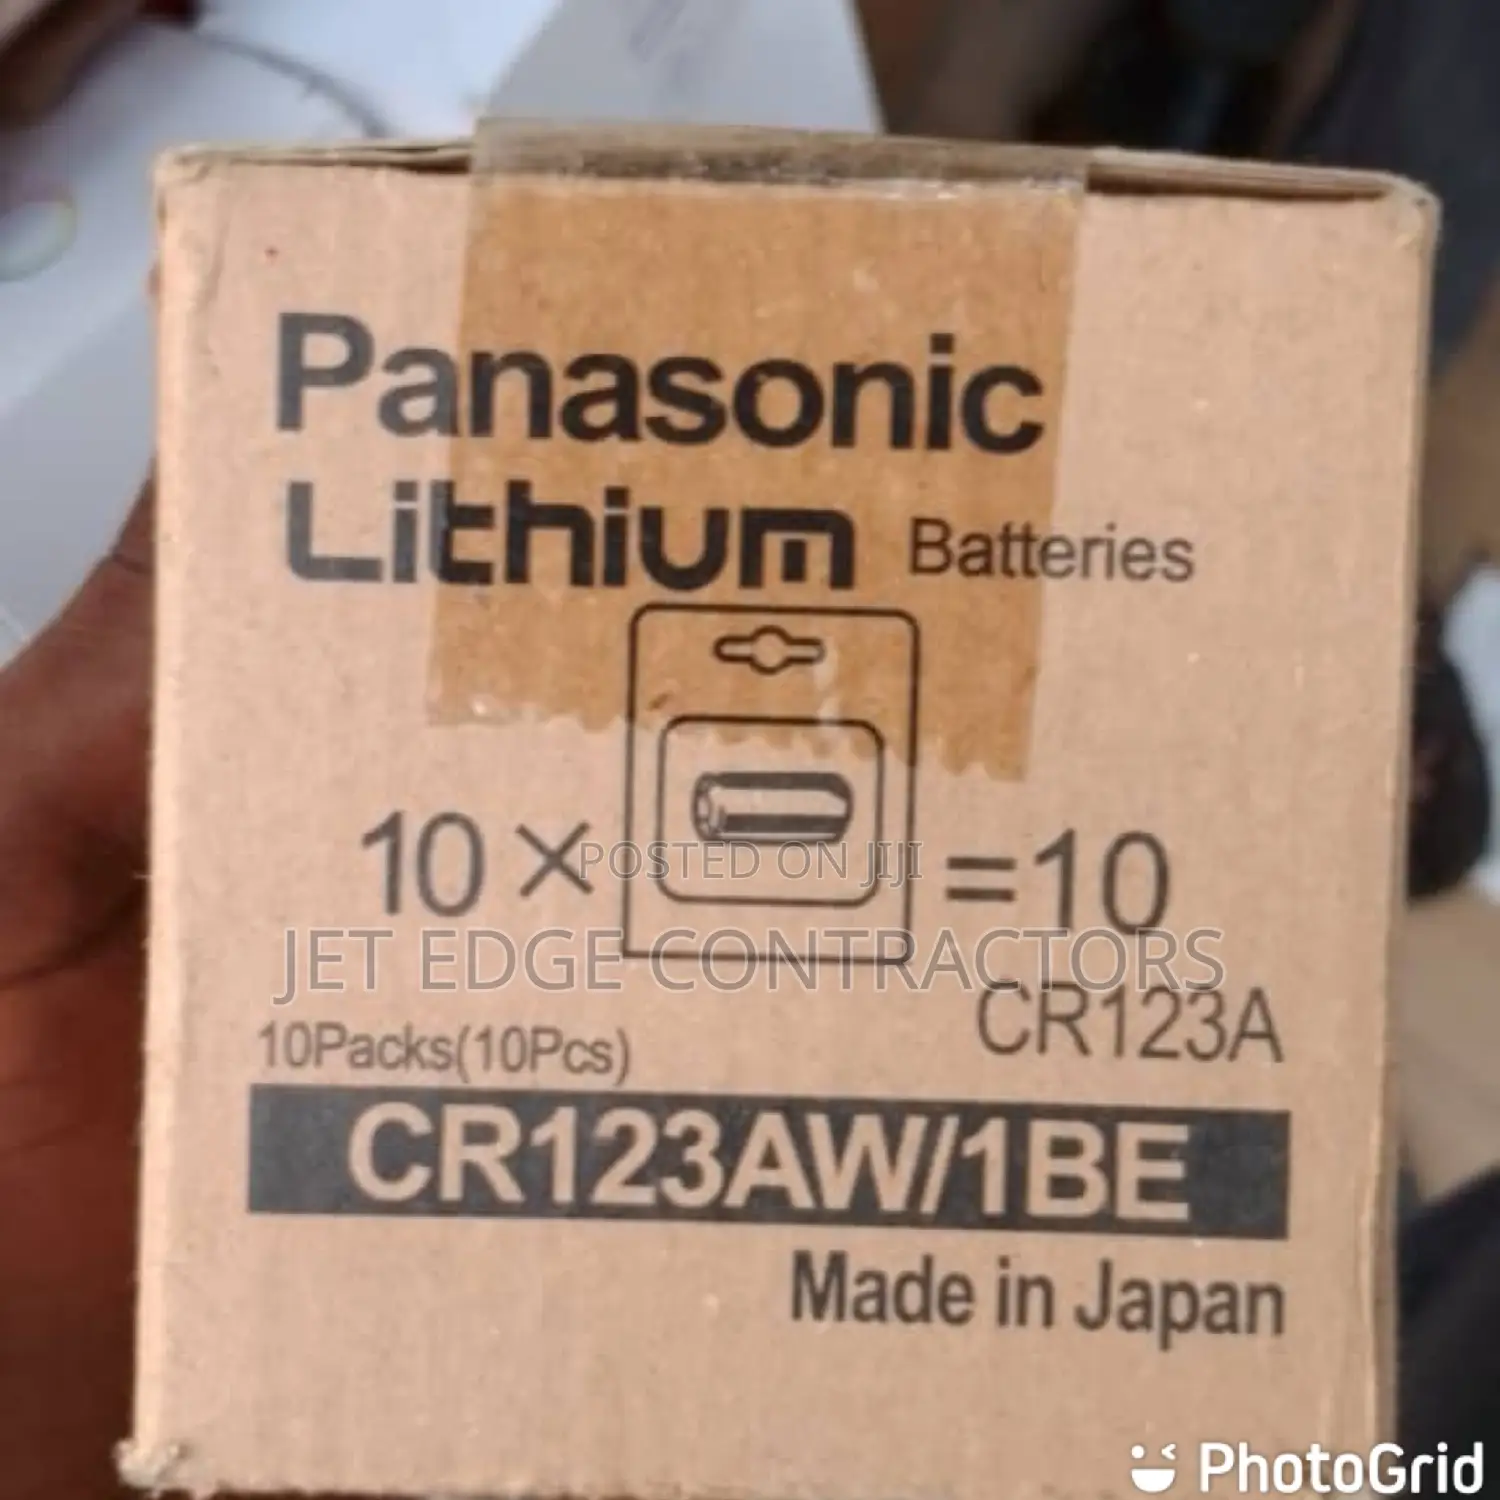 Panasonic
Lithium Batteries
10 × = 10
POSTED ON JIJI
JET EDGE CONTRACTORS
CR123A
10Packs(10Pcs)
CR123AW/1BE
Made in Japan
PhotoGrid